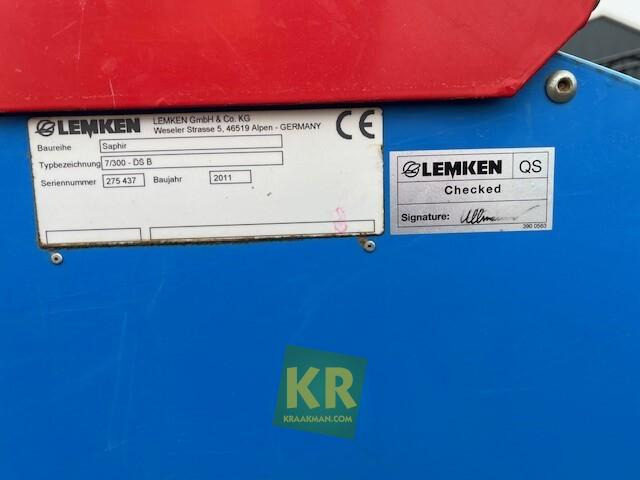 LEMKEN LEMKEN GmbH & Co. KG
Weseler Strasse 5, 46519 Alpen - GERMANY
CE
Baureihe Saphir
Typbezeichnung 7/300 - DS B
Seriennummer 275 437 Baujahr 2011
LEMKEN QS
Checked
Signature: Ullmann
390 0563
KR
KRAAKMAN.COM